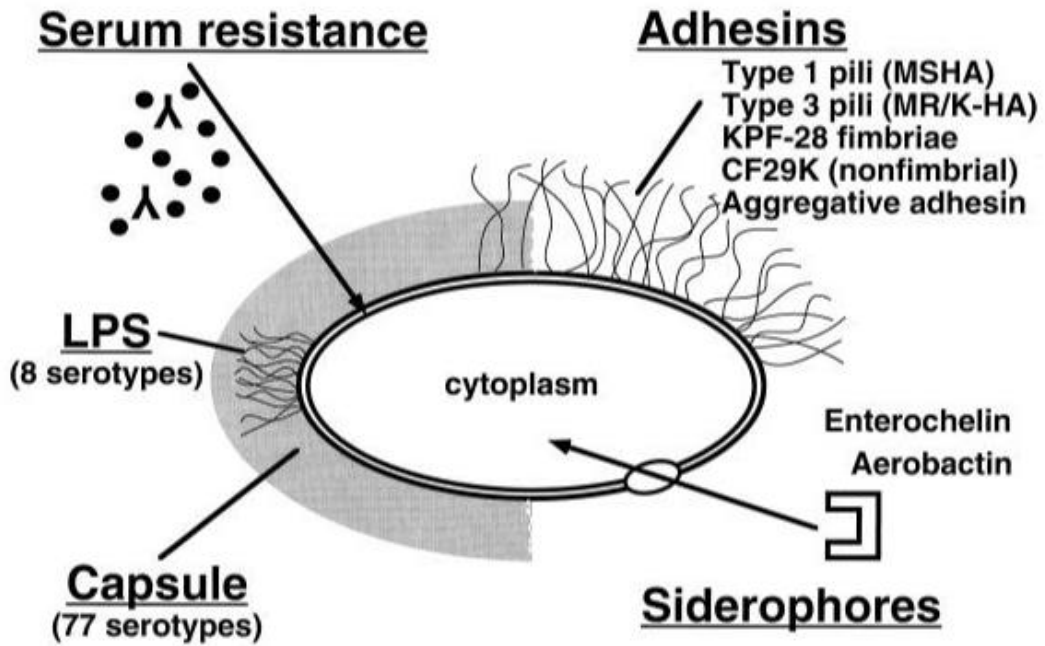 Serum resistance
Adhesins
Type 1 pili (MSHA)
Type 3 pili (MR/K-HA)
KPF-28 fimbriae
CF29K (nonfimbrial)
Aggregative adhesin
LPS
(8 serotypes)
cytoplasm
Enterochelin
Aerobactin
Capsule
(77 serotypes)
Siderophores